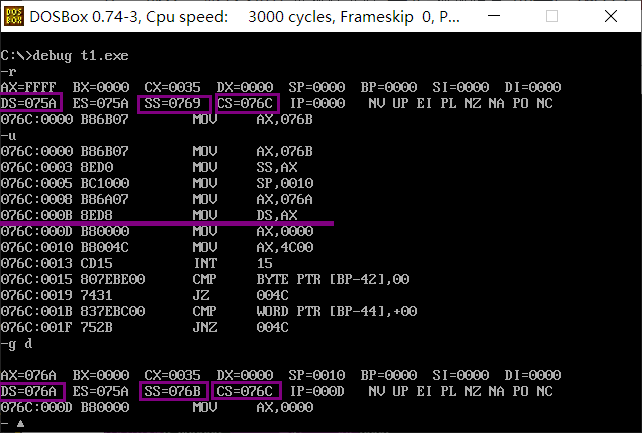 DOSBox 0.74-3, Cpu speed: 3000 cycles, Frameskip 0, P...
C:\>debug t1.exe
-r
AX=FFFF BX=0000 CX=0035 DX=0000 SP=0000 BP=0000 SI=0000 DI=0000
DS=075A ES=075A SS=0769 CS=076C IP=0000 NV UP EI PL NZ NA PO NC
076C:0000 B86B07 MOV AX,076B
-u
076C:0000 B86B07 MOV AX,076B
076C:0003 8ED0 MOV SS,AX
076C:0005 BC1000 MOV SP,0010
076C:0008 B86A07 MOV AX,076A
076C:000B 8ED8 MOV DS,AX
076C:000D B80000 MOV AX,0000
076C:0010 B8004C MOV AX,4C00
076C:0013 CD15 INT 15
076C:0015 807EBE00 CMP BYTE PTR [BP-42],00
076C:0019 7431 JZ 004C
076C:001B 837EBC00 CMP WORD PTR [BP-44],+00
076C:001F 752B JNZ 004C
-g d
AX=076A BX=0000 CX=0035 DX=0000 SP=0010 BP=0000 SI=0000 DI=0000
DS=076A ES=075A SS=076B CS=076C IP=000D NV UP EI PL NZ NA PO NC
076C:000D B80000 MOV AX,0000
-